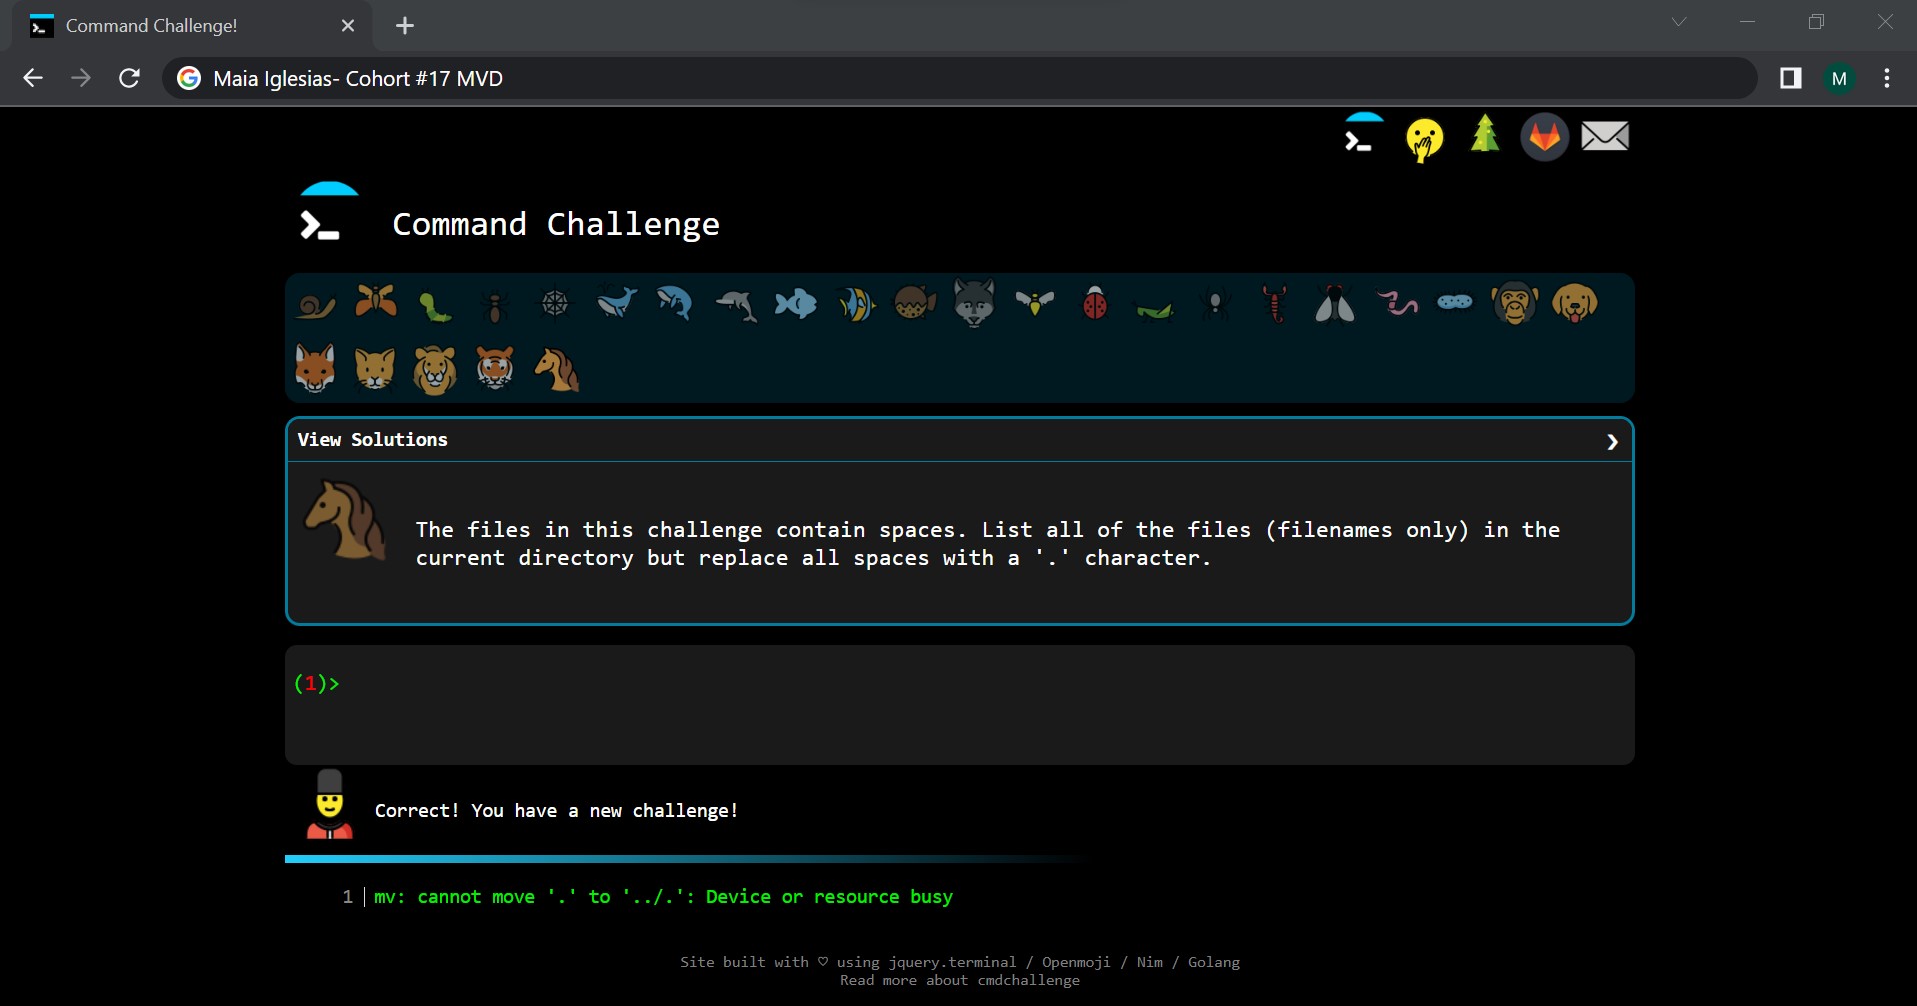 Command Challenge!
Maia Iglesias- Cohort #17 MVD
M
Command Challenge
View Solutions
The files in this challenge contain spaces. List all of the files (filenames only) in the
current directory but replace all spaces with a '.' character.
(1)>
Correct! You have a new challenge!
1 mv: cannot move '.' to '../.': Device or resource busy
Site built with ♡ using jquery.terminal / Openmoji / Nim / Golang
Read more about cmdchallenge